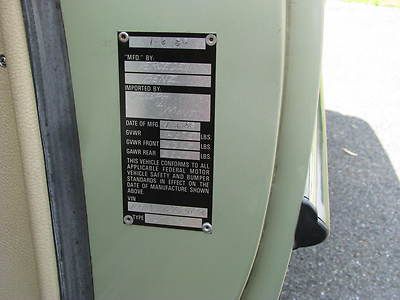 "MFD." BY:
IMPORTED BY:
DATE OF MFG
GVWR LBS.
GVWR FRONT LBS.
GAWR REAR LBS.
THIS VEHICLE CONFORMS TO ALL
APPLICABLE FEDERAL MOTOR
VEHICLE SAFETY AND BUMPER
STANDARDS IN EFFECT ON THE
DATE OF MANUFACTURE SHOWN
ABOVE.
VIN
TYPE